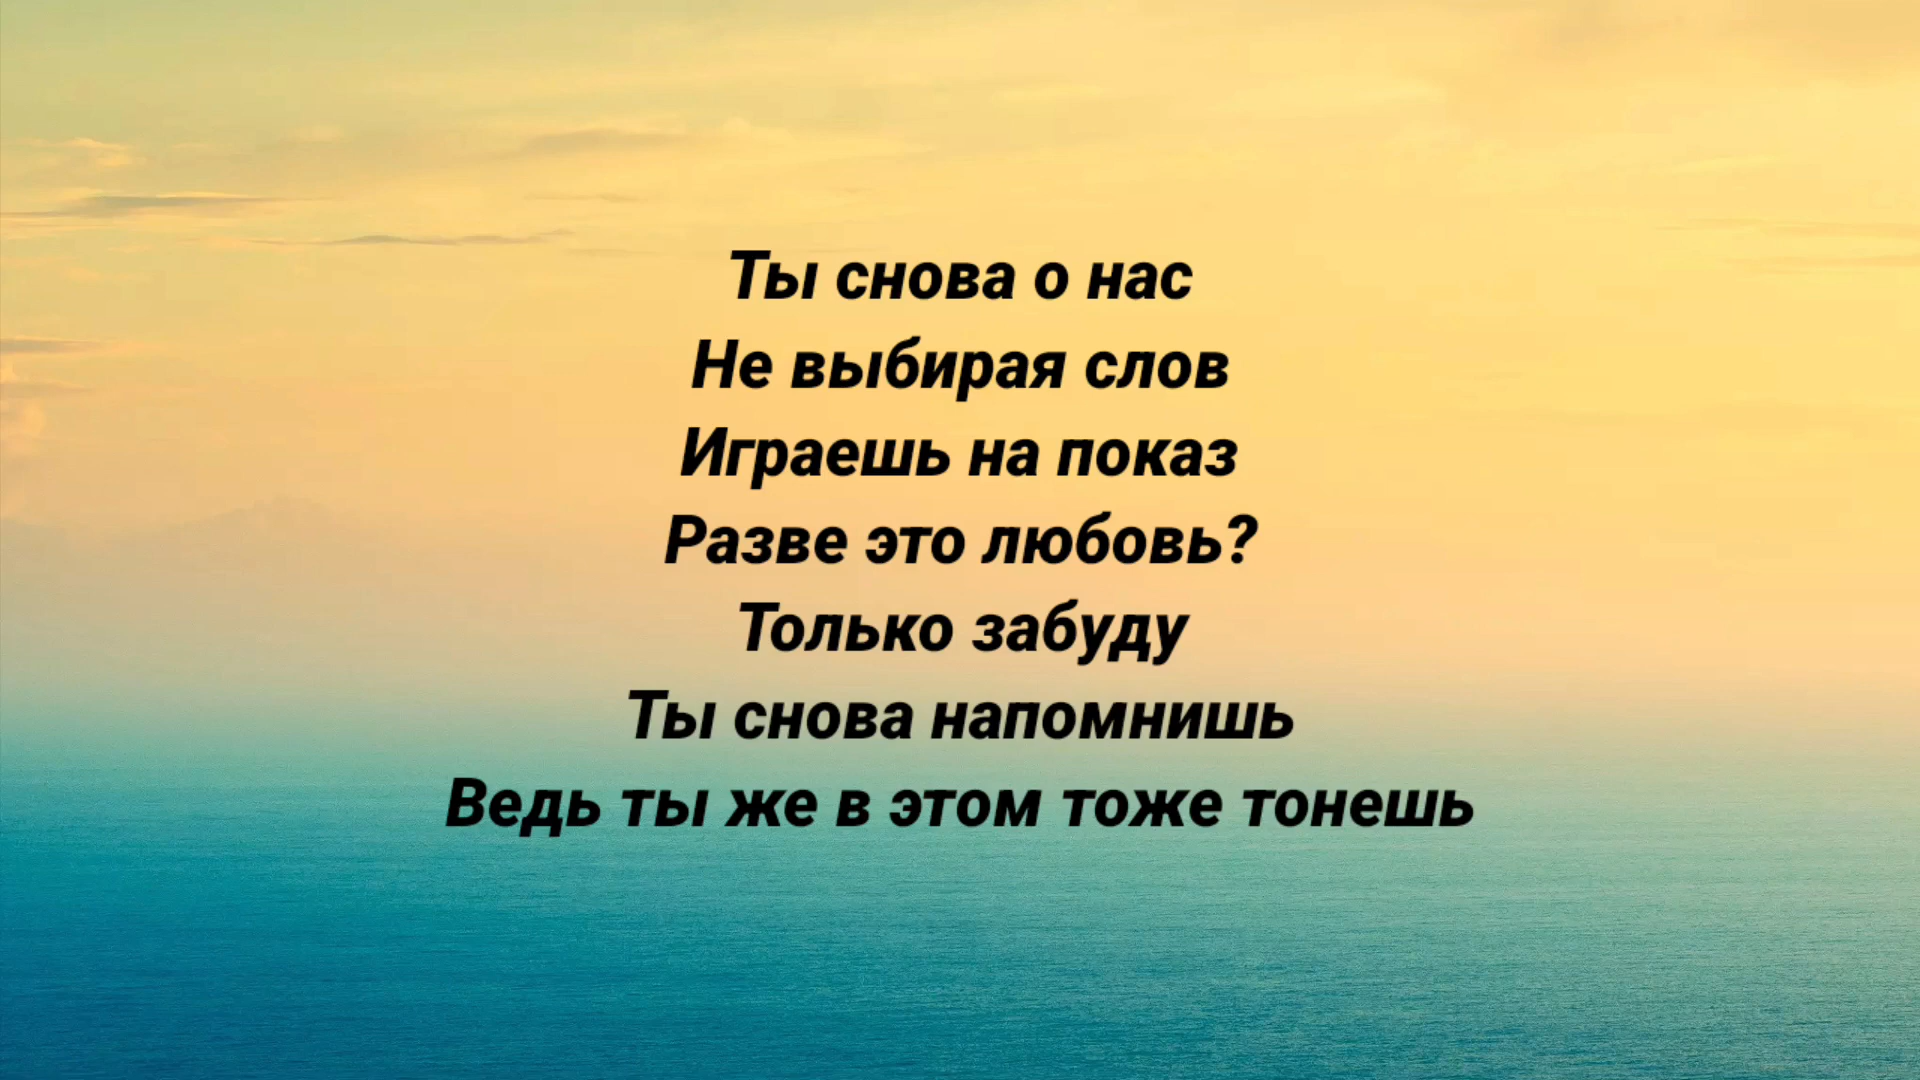 Ты снова о нас
Не выбирая слов
Играешь на показ
Разве это любовь?
Только забуду
Ты снова напомнишь
Ведь ты же в этом тоже тонешь